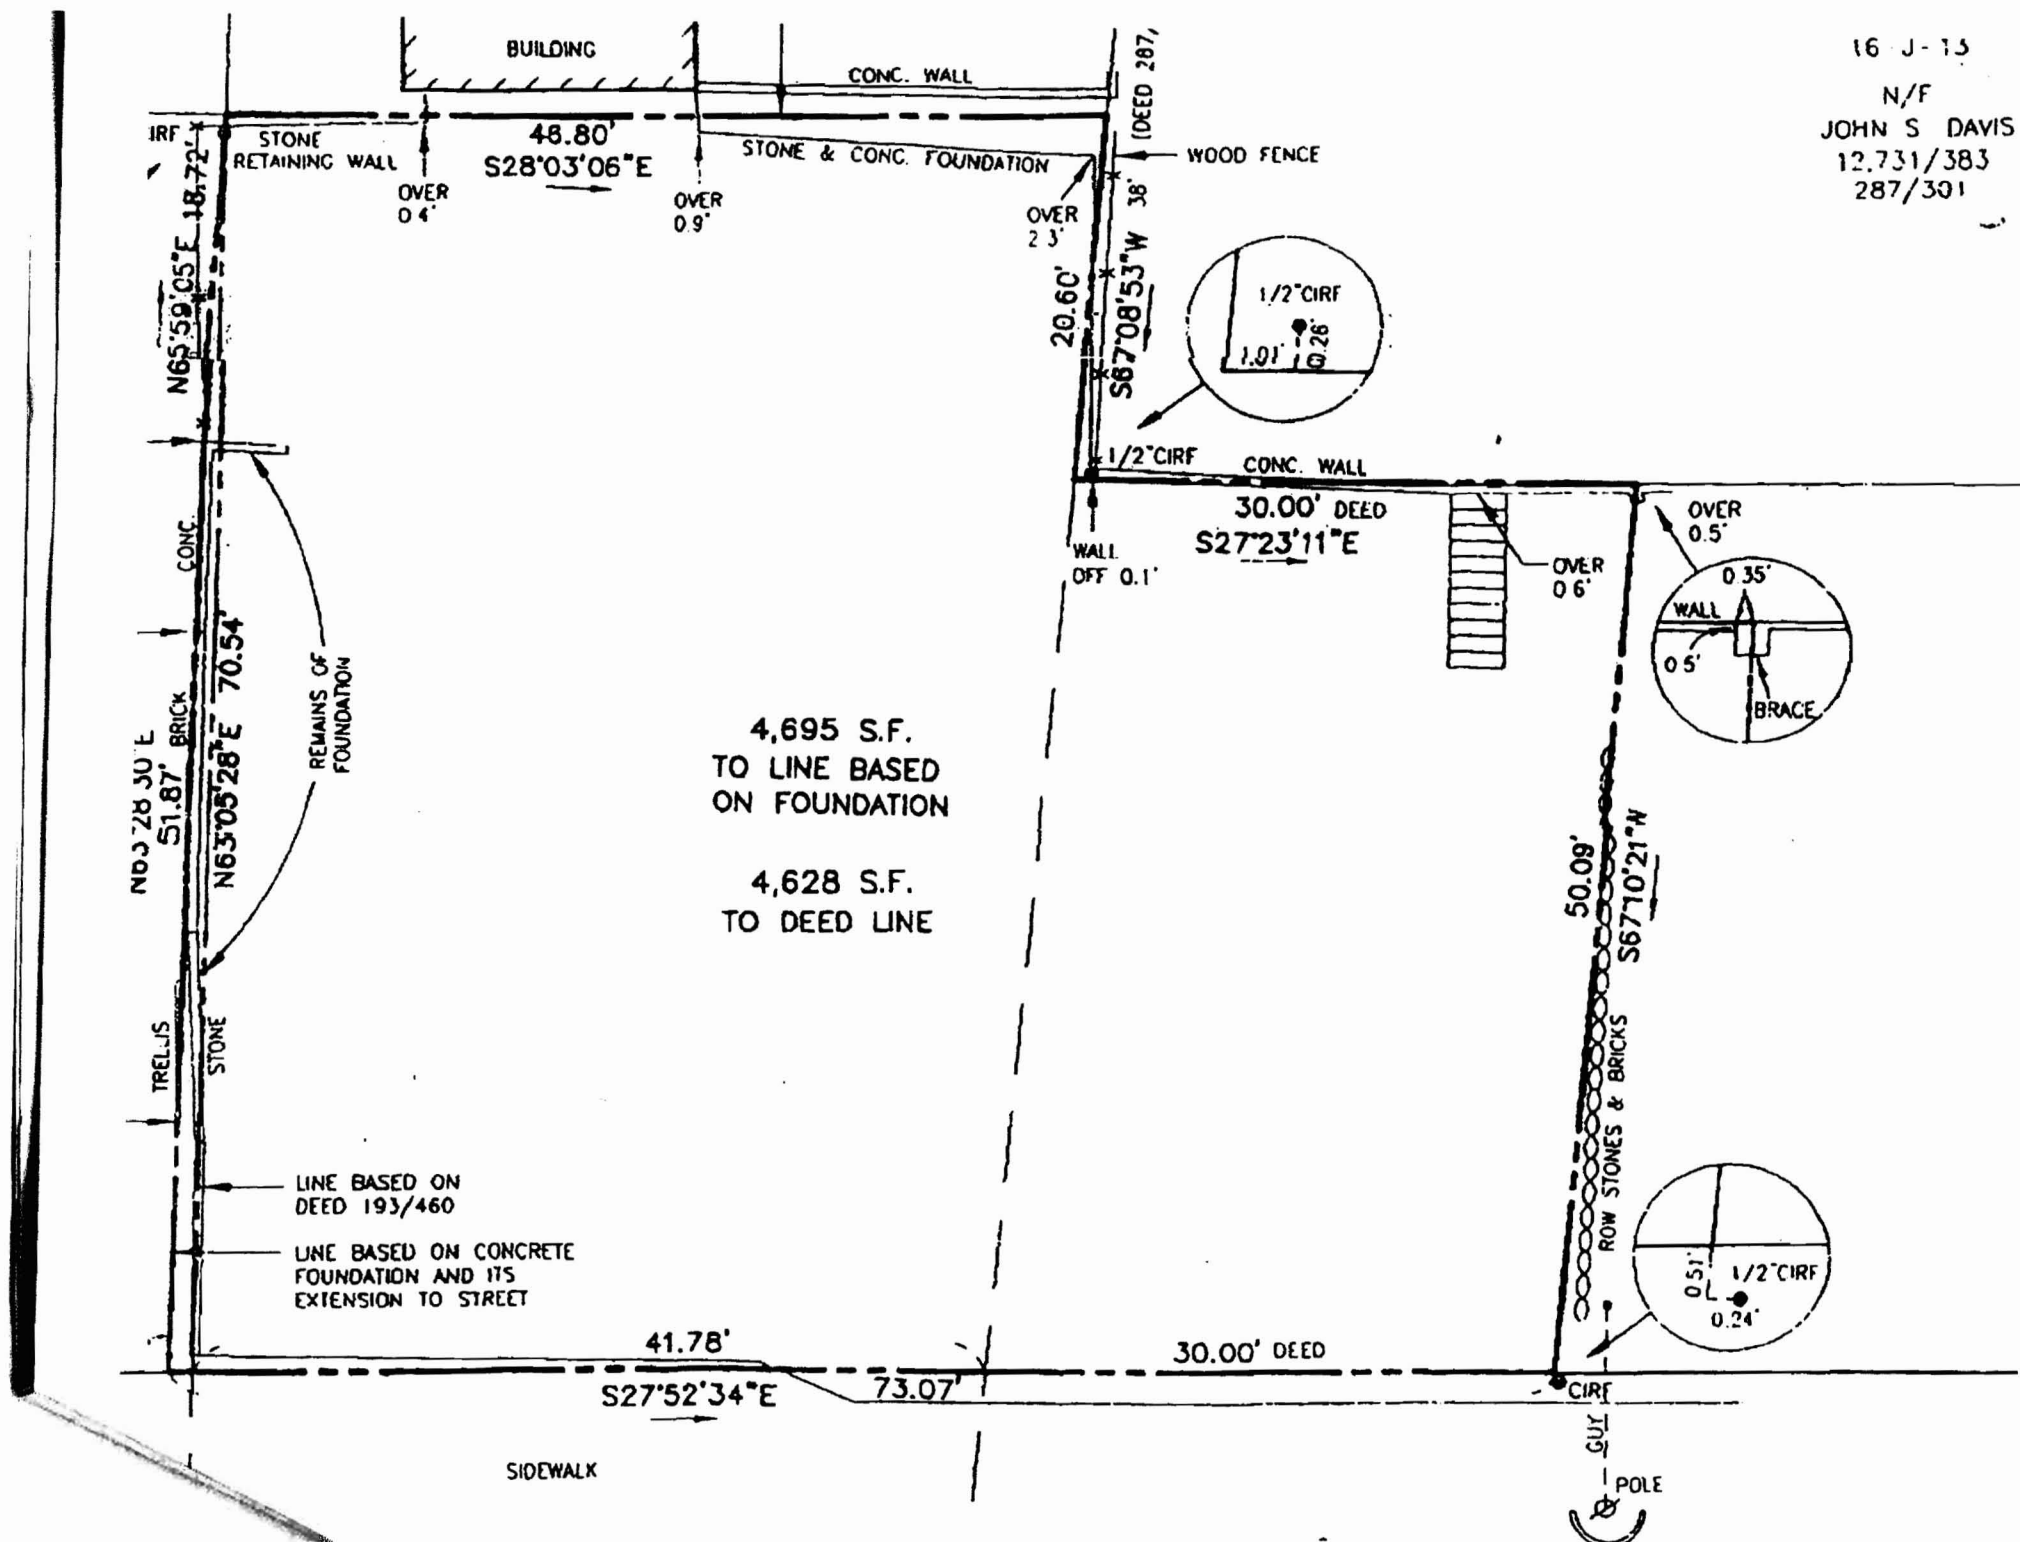 BUILDING
CONC. WALL
(DEED 287,
16 J-13
N/F
JOHN S DAVIS
12,731/383
287/301
IRF
STONE
RETAINING WALL
46.80'
S28°03'06"E
STONE & CONC. FOUNDATION
WOOD FENCE
OVER
0.4'
OVER
0.9'
OVER
2.3'
38'
N65°59'05"E 18.72'
20.60'
S67°08'53"W
1/2"CIRF
1.01'
0.26'
1/2"CIRF
CONC. WALL
30.00' DEED
S27°23'11"E
WALL
OFF 0.1'
OVER
0.5'
OVER
0.6'
0.35'
WALL
0.5'
BRACE
CONC.
BRICK
51.87'
N63°05'28"E 70.54'
REMAINS OF
FOUNDATION
4,695 S.F.
TO LINE BASED
ON FOUNDATION
4,628 S.F.
TO DEED LINE
50.09'
S67°10'21"W
TRELLIS
STONE
ROW STONES & BRICKS
LINE BASED ON
DEED 193/460
LINE BASED ON CONCRETE
FOUNDATION AND ITS
EXTENSION TO STREET
0.51'
1/2"CIRF
0.24'
41.78'
30.00' DEED
S27°52'34"E
73.07'
CIRF
GUY
SIDEWALK
POLE